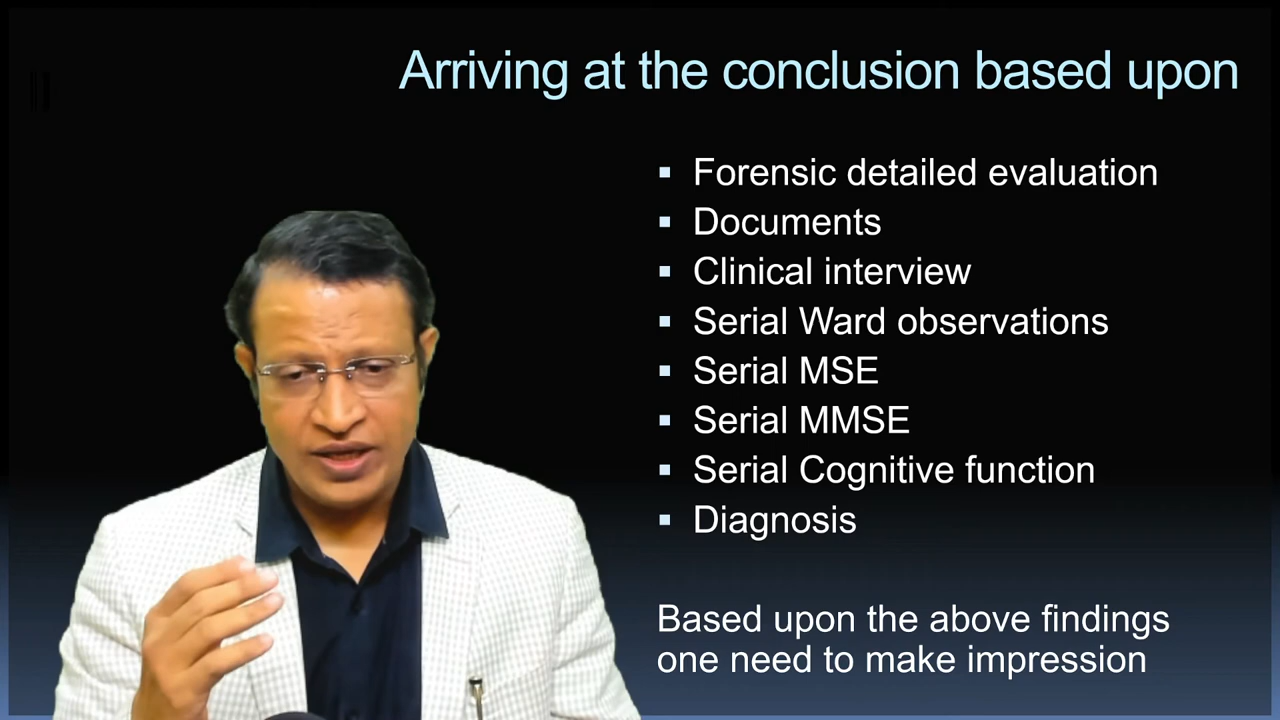 Arriving at the conclusion based upon
Forensic detailed evaluation
Documents
Clinical interview
Serial Ward observations
Serial MSE
Serial MMSE
Serial Cognitive function
Diagnosis
Based upon the above findings
one need to make impression